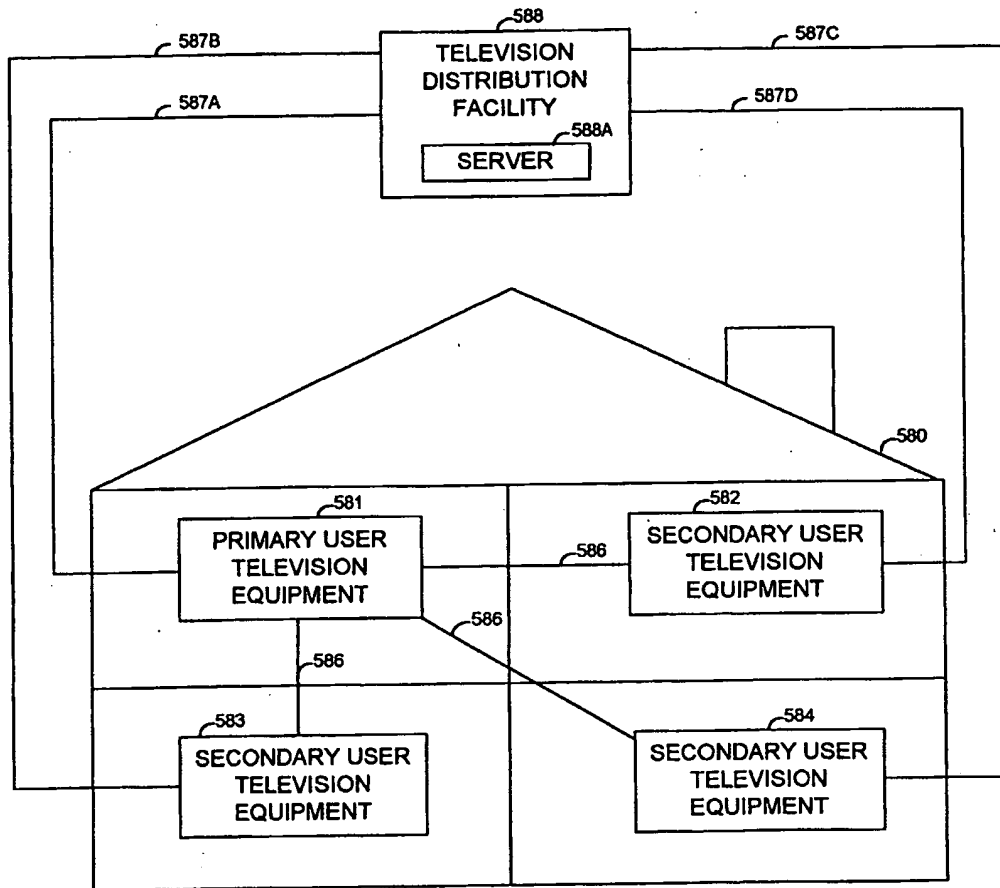 588
587B
587C
TELEVISION
DISTRIBUTION
FACILITY
587A
587D
588A
SERVER
580
581
PRIMARY USER
TELEVISION
EQUIPMENT
582
SECONDARY USER
TELEVISION
EQUIPMENT
586
586
586
583
SECONDARY USER
TELEVISION
EQUIPMENT
584
SECONDARY USER
TELEVISION
EQUIPMENT